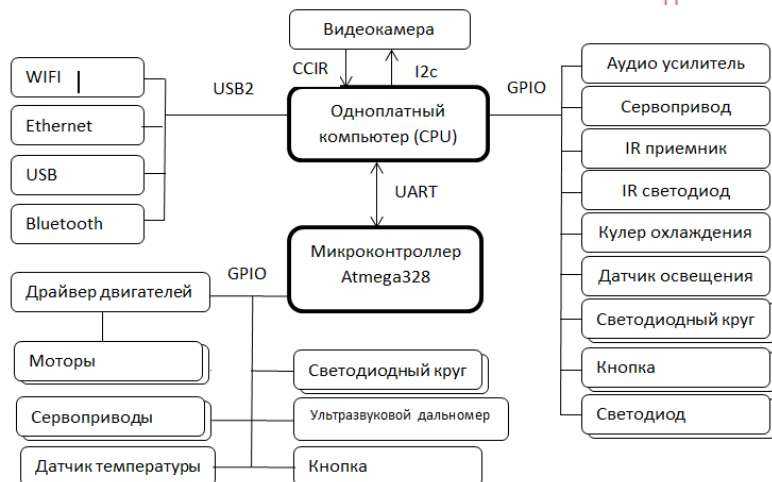 Видеокамера
WIFI
Ethernet
USB
Bluetooth
USB2
CCIR
I2c
GPIO
Одноплатный
компьютер (CPU)
UART
Микроконтроллер
Atmega328
Аудио усилитель
Сервопривод
IR приемник
IR светодиод
Кулер охлаждения
Датчик освещения
Светодиодный круг
Кнопка
Светодиод
GPIO
Драйвер двигателей
Моторы
Сервоприводы
Датчик температуры
Светодиодный круг
Ультразвуковой дальномер
Кнопка